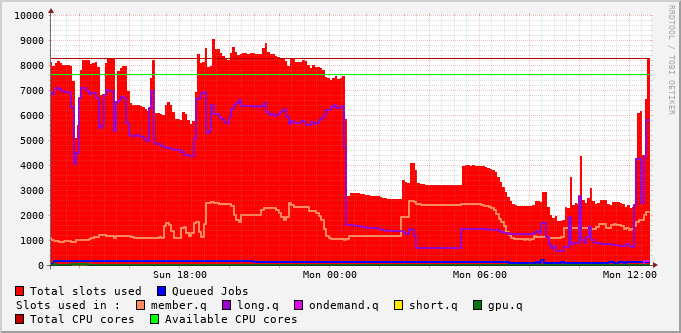 10000
9000
8000
7000
6000
5000
4000
3000
2000
1000
0
Sun 18:00 Mon 00:00 Mon 06:00 Mon 12:00
Total slots used Queued Jobs
Slots used in : member.q long.q ondemand.q short.q gpu.q
Total CPU cores Available CPU cores
RRDTOOL / TOBI OETIKER